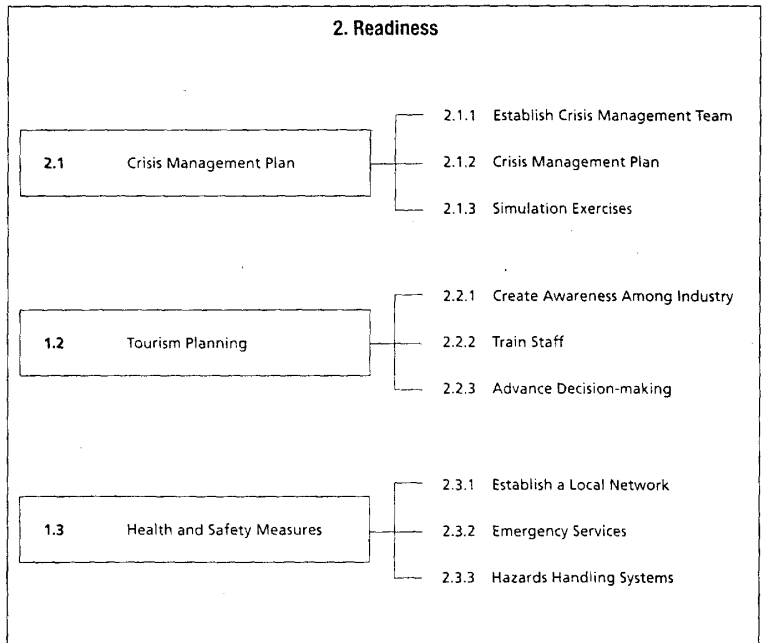 2. Readiness
2.1 Crisis Management Plan
2.1.1 Establish Crisis Management Team
2.1.2 Crisis Management Plan
2.1.3 Simulation Exercises
1.2 Tourism Planning
2.2.1 Create Awareness Among Industry
2.2.2 Train Staff
2.2.3 Advance Decision-making
1.3 Health and Safety Measures
2.3.1 Establish a Local Network
2.3.2 Emergency Services
2.3.3 Hazards Handling Systems